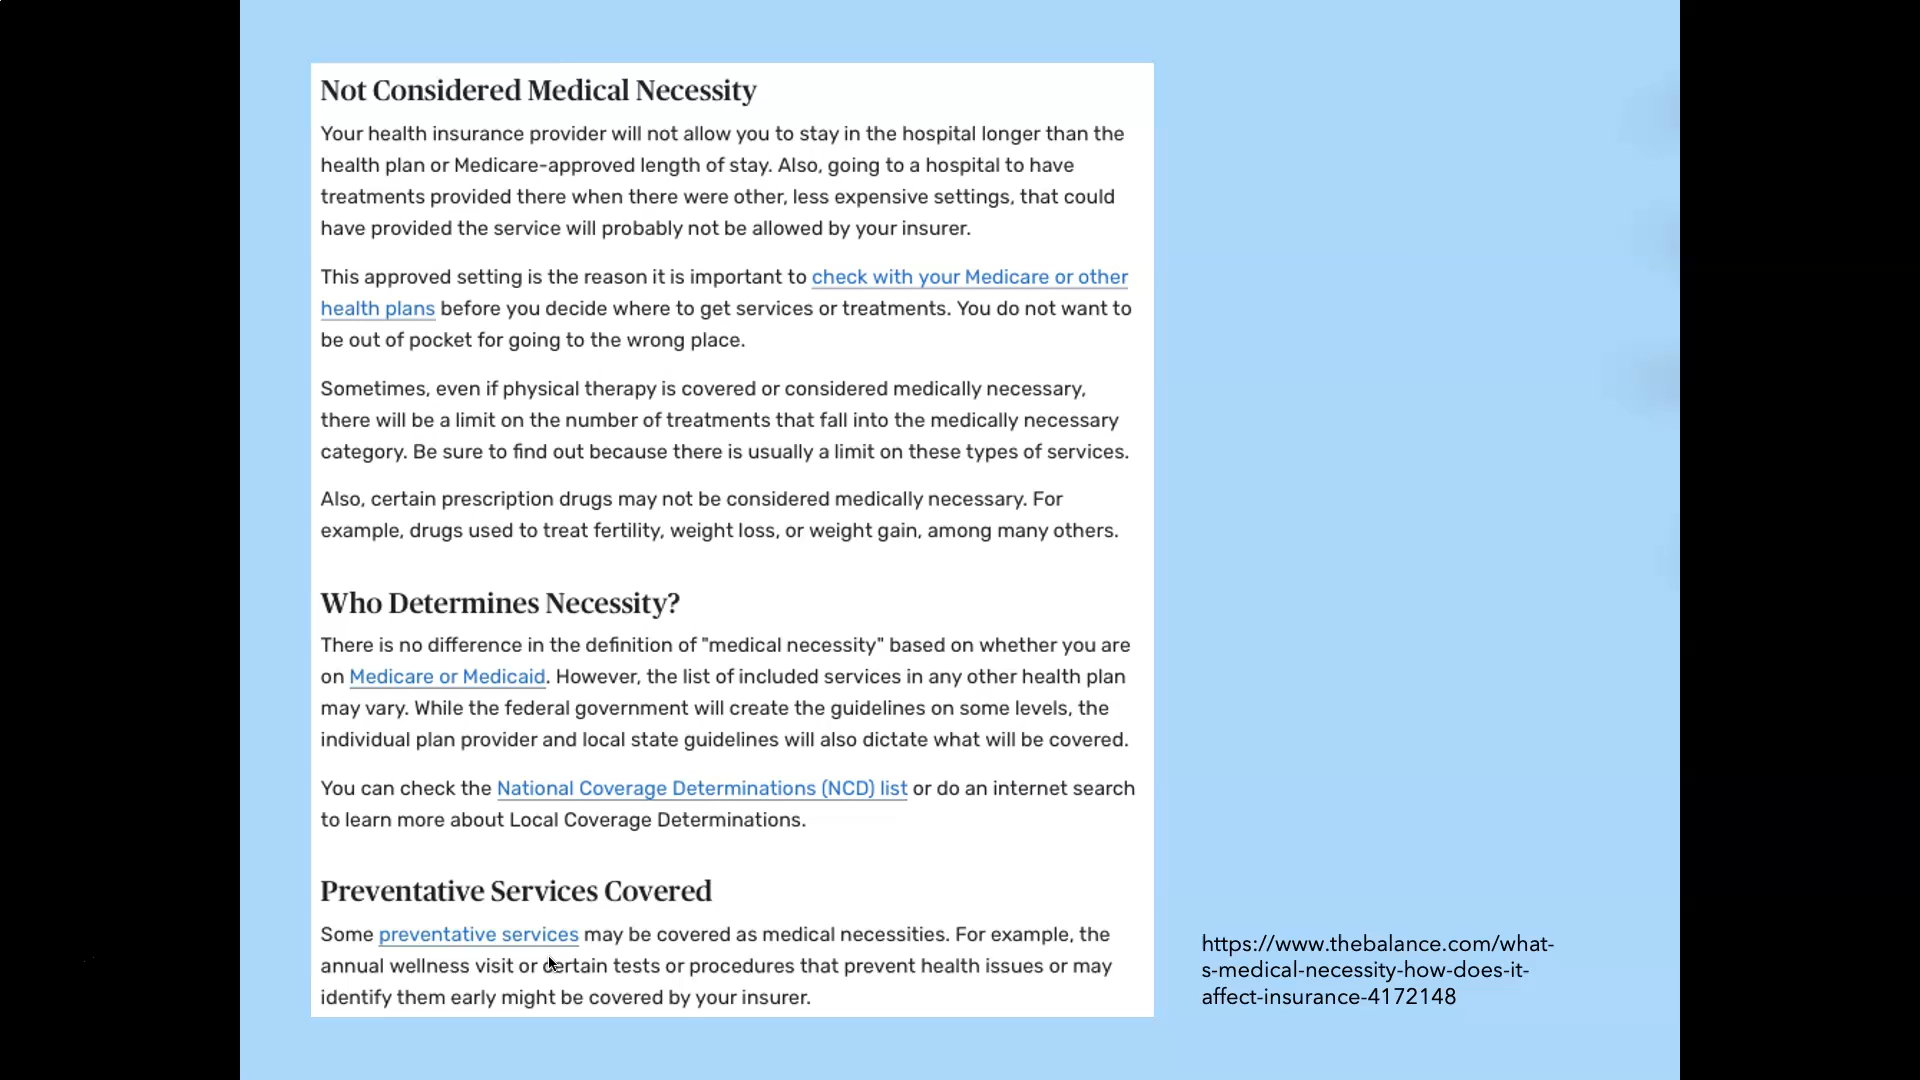 Not Considered Medical Necessity
Your health insurance provider will not allow you to stay in the hospital longer than the
health plan or Medicare-approved length of stay. Also, going to a hospital to have
treatments provided there when there were other, less expensive settings, that could
have provided the service will probably not be allowed by your insurer.
This approved setting is the reason it is important to check with your Medicare or other
health plans before you decide where to get services or treatments. You do not want to
be out of pocket for going to the wrong place.
Sometimes, even if physical therapy is covered or considered medically necessary,
there will be a limit on the number of treatments that fall into the medically necessary
category. Be sure to find out because there is usually a limit on these types of services.
Also, certain prescription drugs may not be considered medically necessary. For
example, drugs used to treat fertility, weight loss, or weight gain, among many others.
Who Determines Necessity?
There is no difference in the definition of "medical necessity" based on whether you are
on Medicare or Medicaid. However, the list of included services in any other health plan
may vary. While the federal government will create the guidelines on some levels, the
individual plan provider and local state guidelines will also dictate what will be covered.
You can check the National Coverage Determinations (NCD) list or do an internet search
to learn more about Local Coverage Determinations.
Preventative Services Covered
Some preventative services may be covered as medical necessities. For example, the
annual wellness visit or certain tests or procedures that prevent health issues or may
identify them early might be covered by your insurer.
https://www.thebalance.com/what-
s-medical-necessity-how-does-it-
affect-insurance-4172148